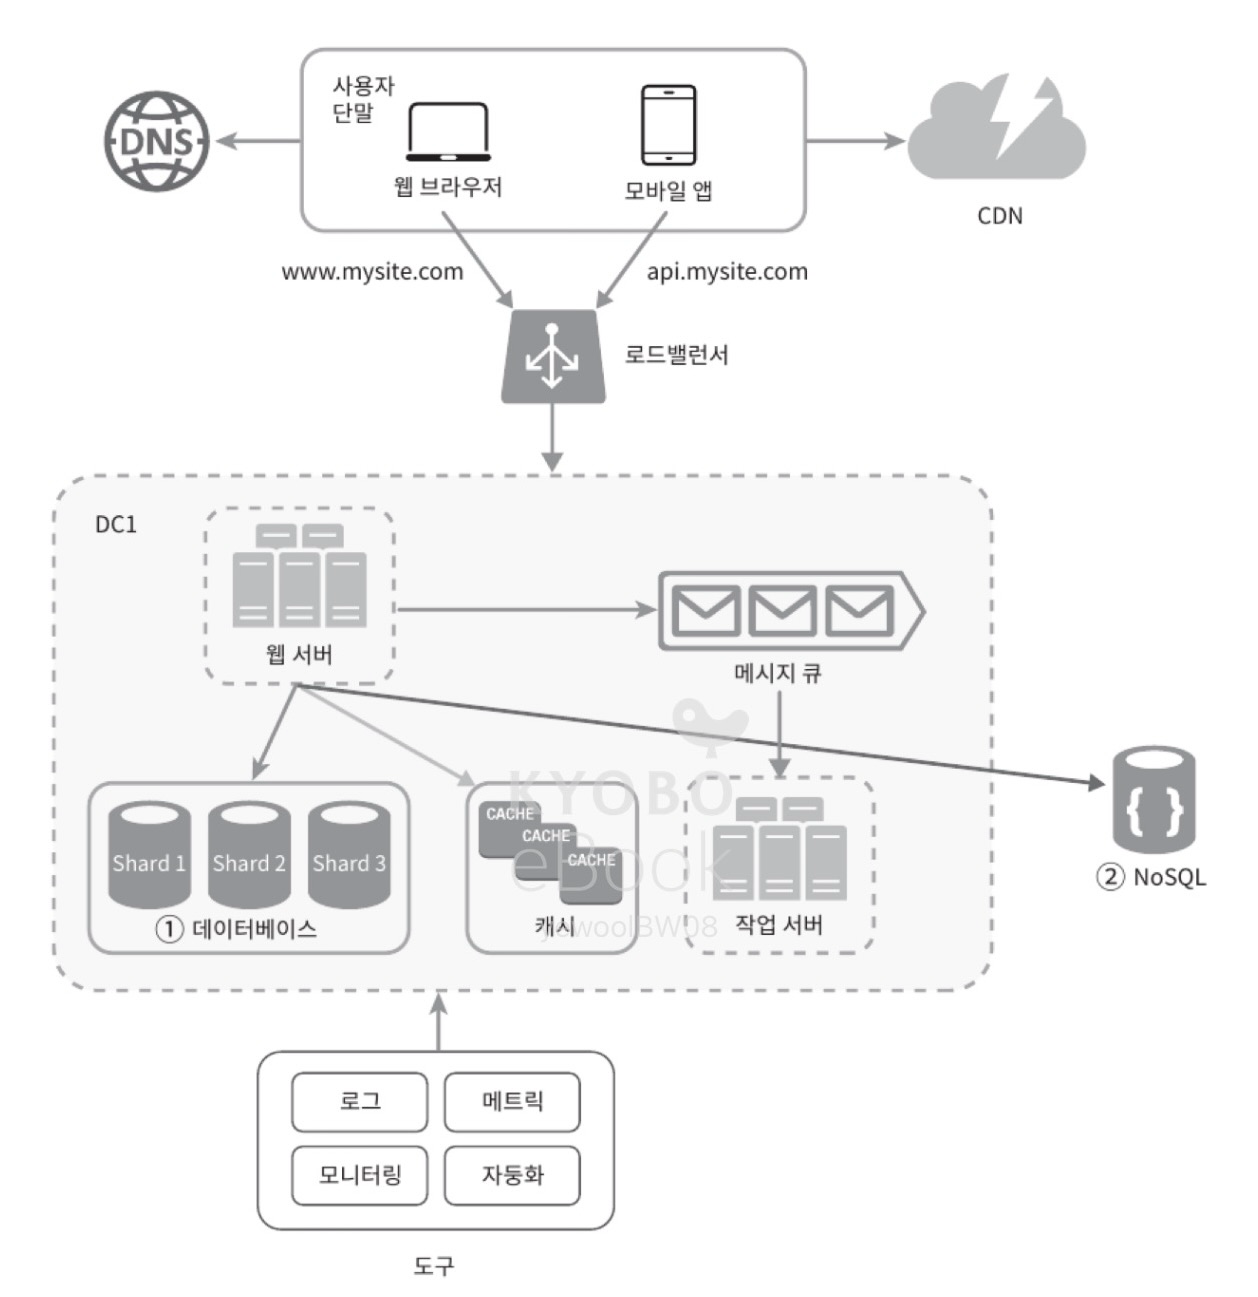 사용자
단말
DNS
웹 브라우저
모바일 앱
CDN
www.mysite.com
api.mysite.com
로드밸런서
DC1
웹 서버
메시지 큐
KYOBO
eBook
Shard 1
Shard 2
Shard 3
① 데이터베이스
CACHE
CACHE
CACHE
캐시
작업 서버
{ }
② NoSQL
로그
메트릭
모니터링
자동화
도구